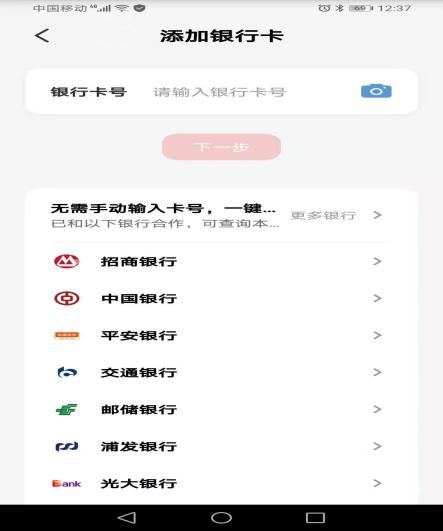 中国移动 12:37
添加银行卡
银行卡号 请输入银行卡号
下一步
无需手动输入卡号，一键...
更多银行
已和以下银行合作，可查询本...
招商银行
中国银行
平安银行
交通银行
邮储银行
浦发银行
Bank 光大银行